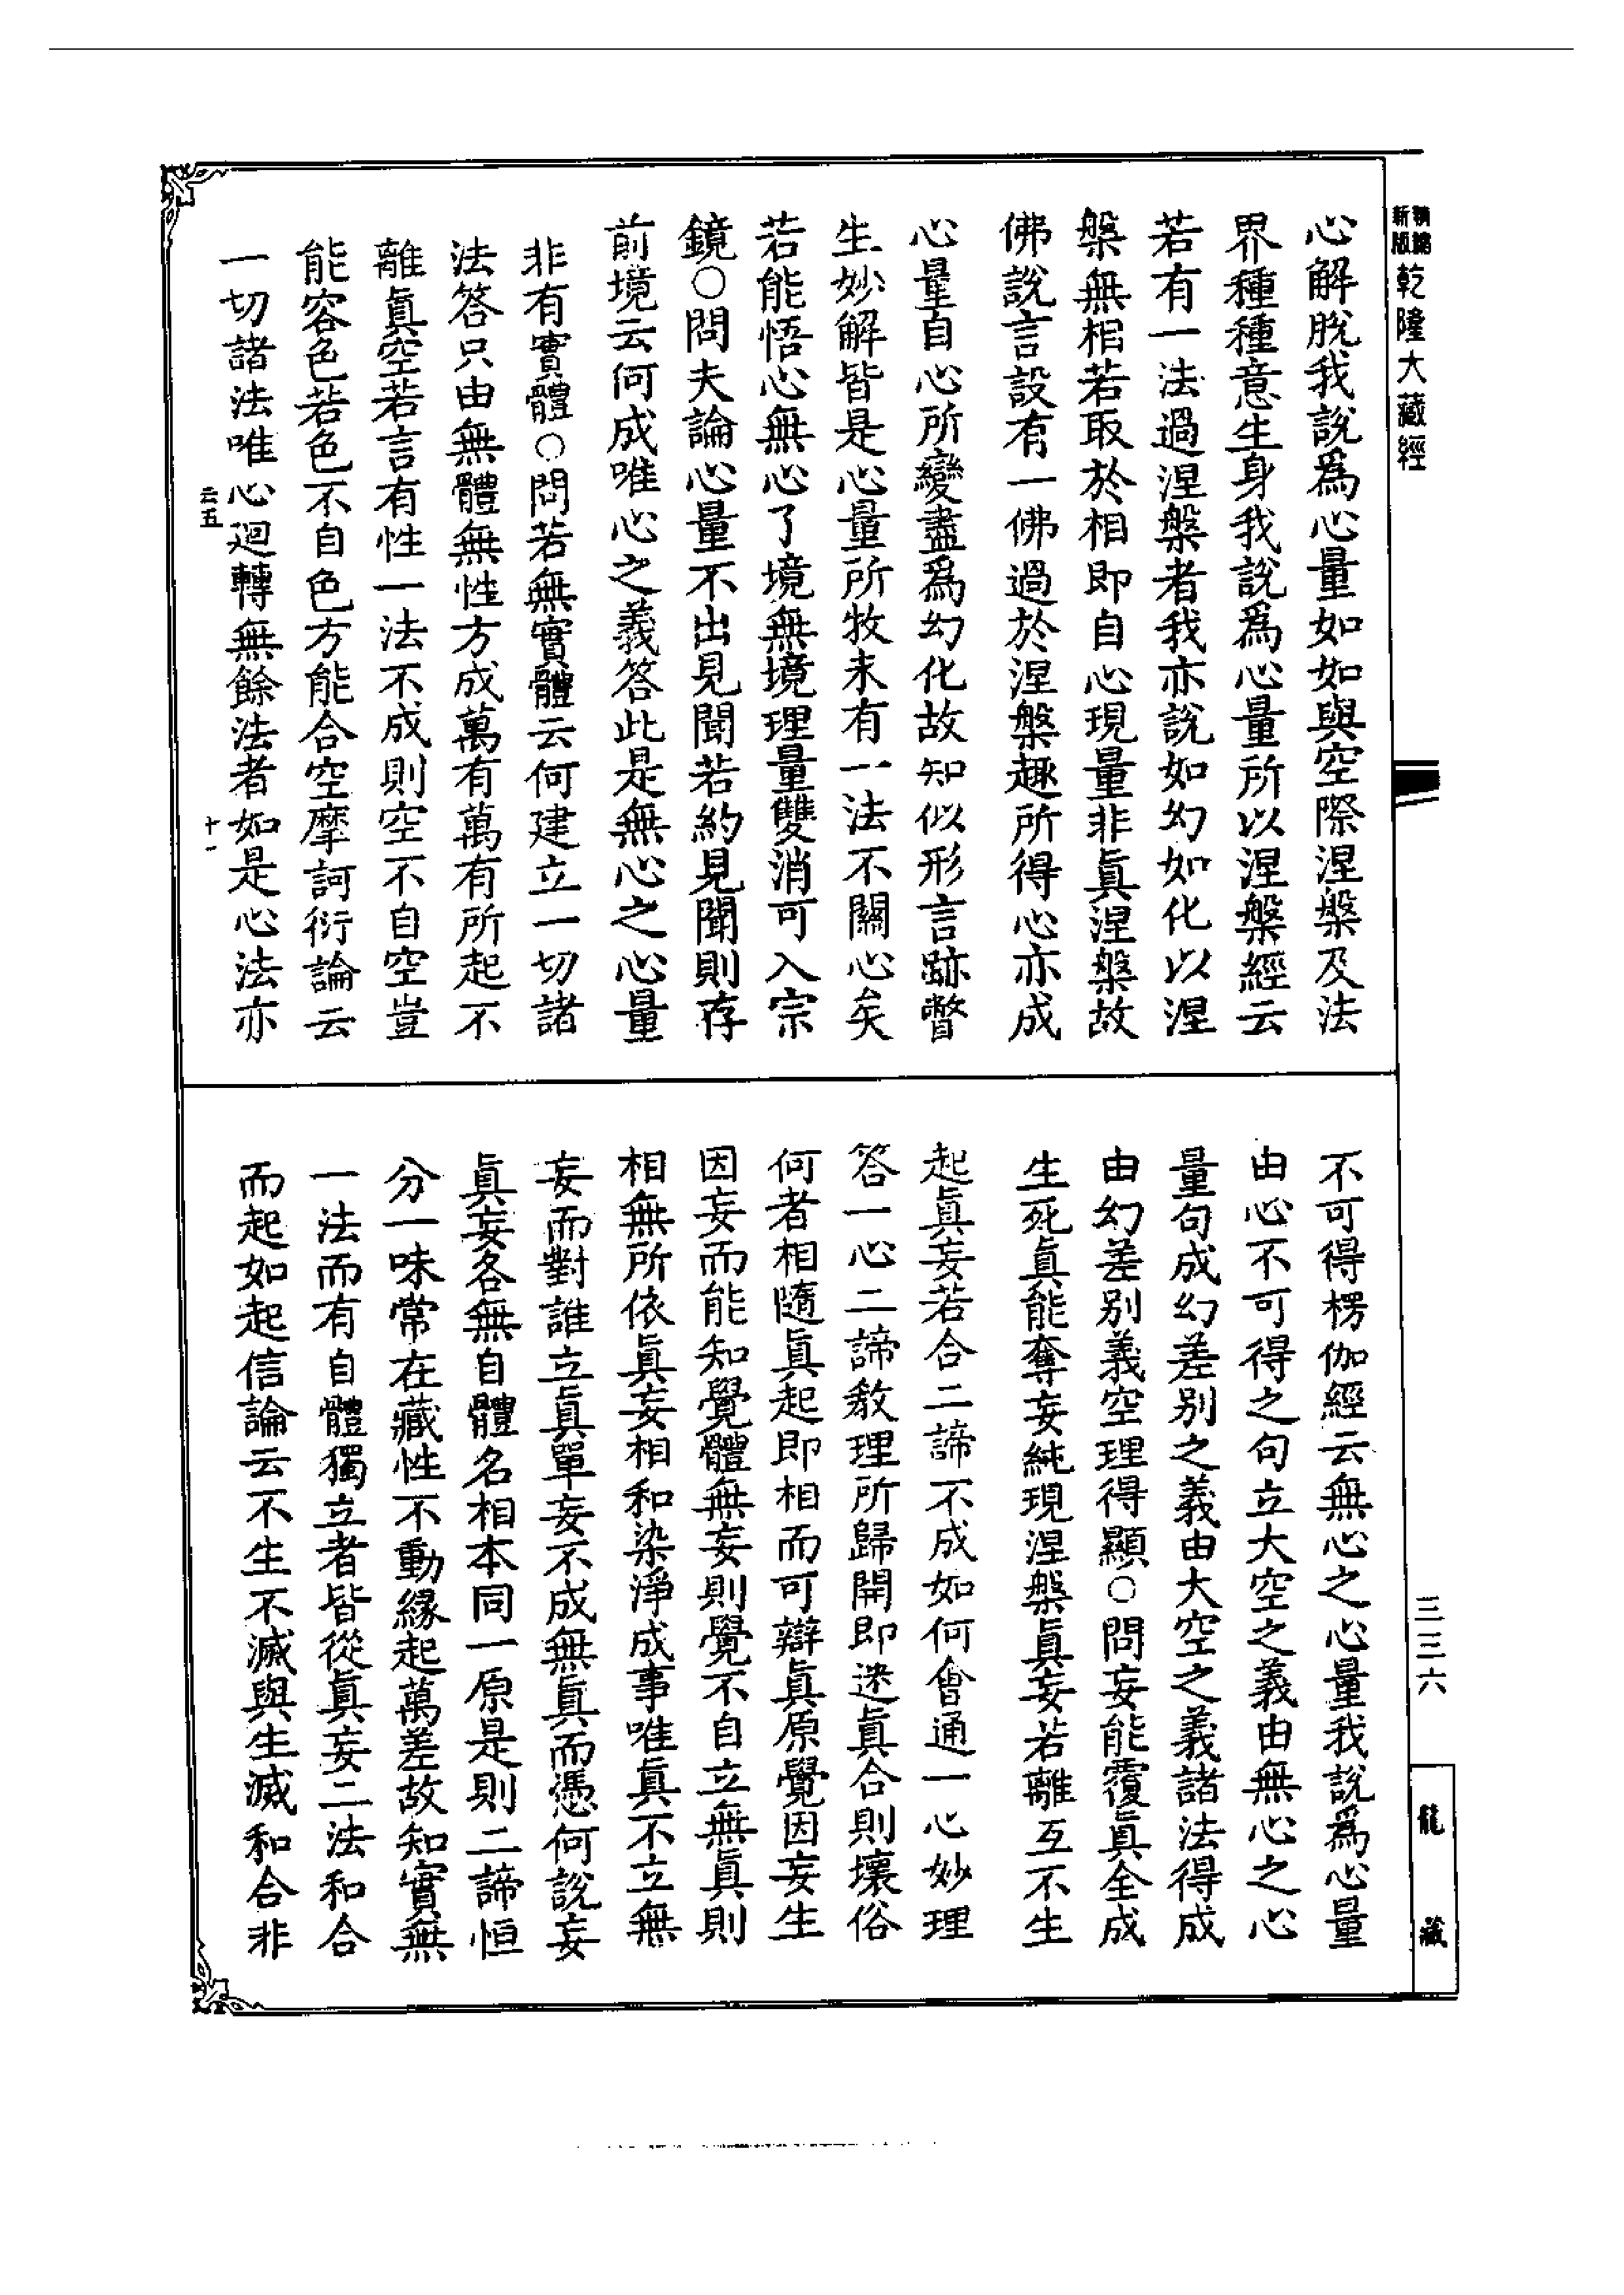 新版乾隆大藏經
心解脫我說爲心量如如與空際涅槃及法
界種種意生身我說爲心量所以涅槃經云
若有一法過涅槃者我亦說如幻如化以涅
槃無相若取於相即自心現量非眞涅槃故
佛說言設有一佛過於涅槃趣所得心亦成
心量自心所變盡爲幻化故知似形言跡瞥
生妙解皆是心量所收未有一法不關心矣
若能悟心無心了境無境理量雙消可入宗
鏡○問夫論心量不出見聞若約見聞則存
前境云何成唯心之義答此是無心之心量
非有實體○問若無實體云何建立一切諸
法答只由無體無性方成萬有萬有所起不
離眞空若言有性一法不成則空不自空豈
能容色若色不自色方能合空摩訶衍論云
一切諸法唯心迴轉無餘法者如是心法亦
云五 十一
三三六
不可得楞伽經云無心之心量我說爲心量
由心不可得之句立大空之義由無心之心
量句成幻差別之義由大空之義諸法得成
由幻差別義空理得顯○問妄能覆眞全成
生死眞能奪妄純現涅槃眞妄若離互不生
起眞妄若合二諦不成如何會通一心妙理
答一心二諦教理所歸開即迷眞合則壞俗
何者相隨眞起即相而可辯眞原覺因妄生
因妄而能知覺體無妄則覺不自立無眞則
相無所依眞妄相和染淨成事唯眞不立無
妄而對誰立眞單妄不成無眞而憑何說妄
眞妄各無自體名相本同一原是則二諦恒
分一味常在藏性不動緣起萬差故知實無
一法而有自體獨立者皆從眞妄二法和合
而起如起信論云不生不滅與生滅和合非
龍藏